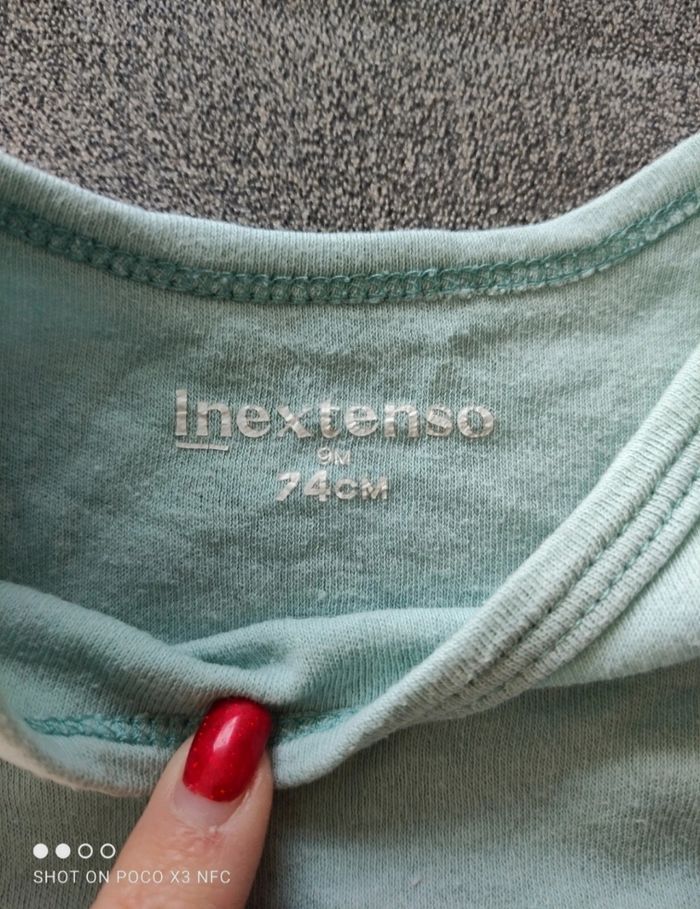 Inextenso
9M
74CM
SHOT ON POCO X3 NFC